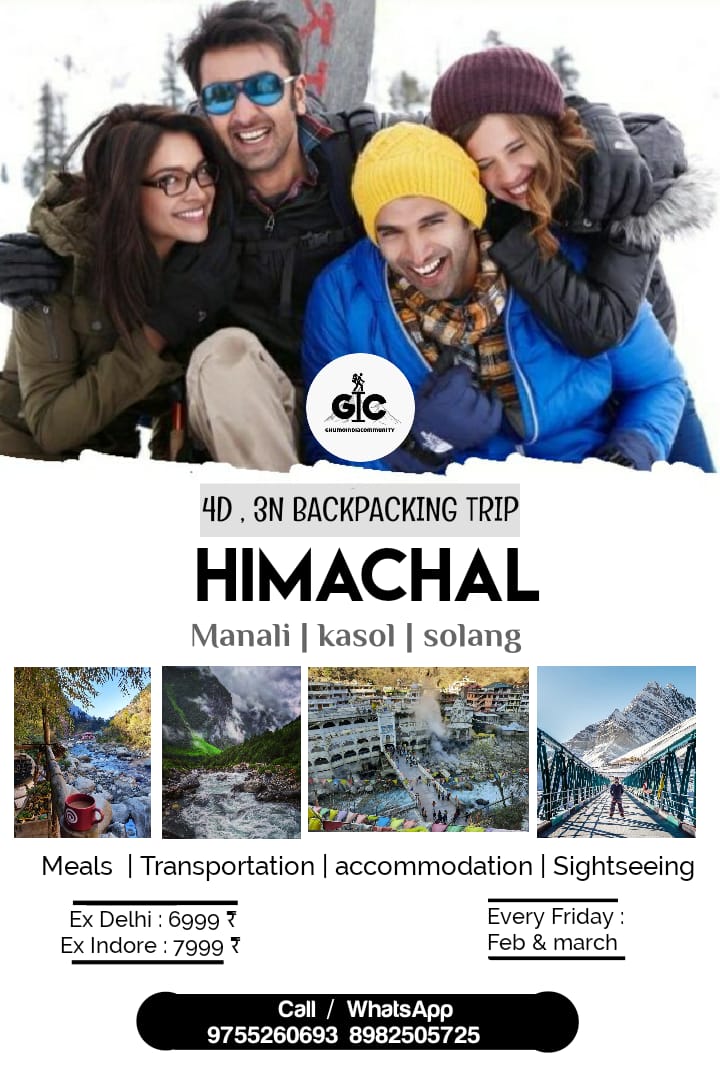 GIC
GHUMOINDIACOMMUNITY
4D , 3N BACKPACKING TRIP
HIMACHAL
Manali | kasol | solang
Meals | Transportation | accommodation | Sightseeing
Ex Delhi : 6999 ₹
Ex Indore : 7999 ₹
Every Friday :
Feb & march
Call / WhatsApp
9755260693 8982505725